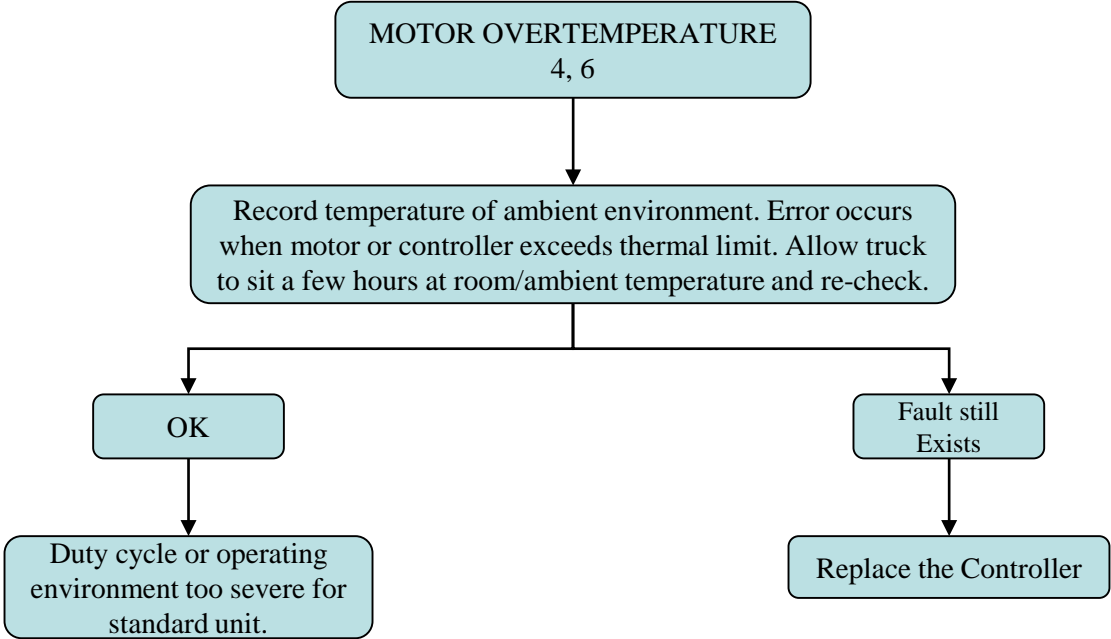 MOTOR OVERTEMPERATURE
4, 6
Record temperature of ambient environment. Error occurs
when motor or controller exceeds thermal limit. Allow truck
to sit a few hours at room/ambient temperature and re-check.
OK
Fault still
Exists
Duty cycle or operating
environment too severe for
standard unit.
Replace the Controller